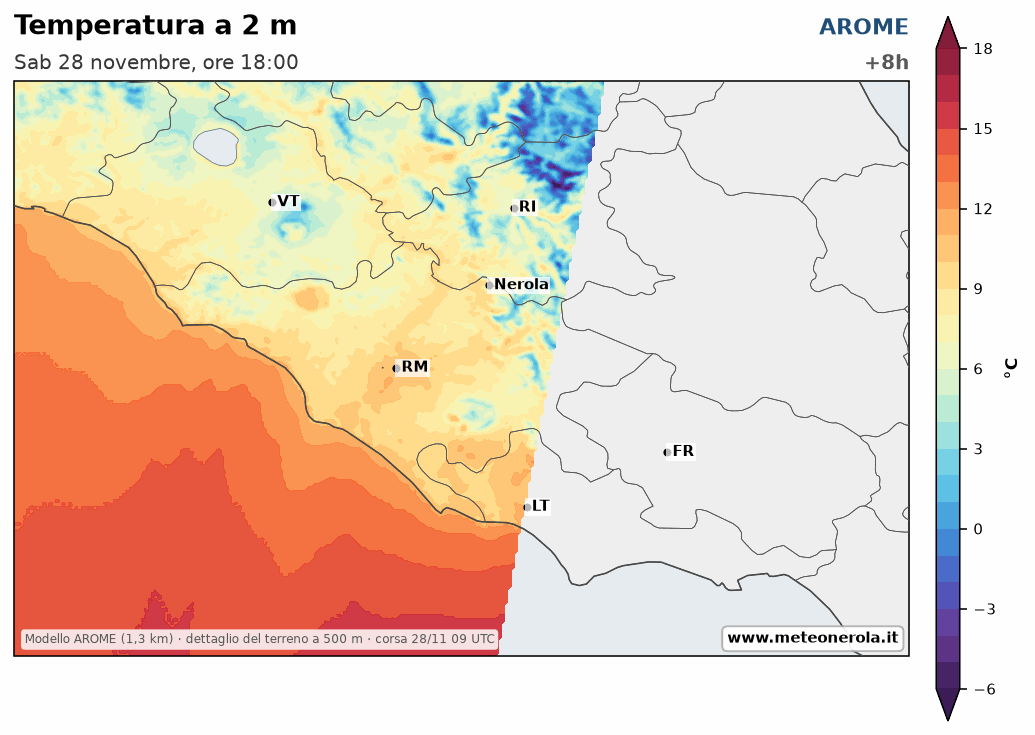 Temperatura a 2 m
AROME
Sab 28 novembre, ore 18:00
+8h
VT
RI
Nerola
RM
FR
LT
Modello AROME (1,3 km) · dettaglio del terreno a 500 m · corsa 28/11 09 UTC
www.meteonerola.it
18
15
12
9
6
3
0
−3
−6
°C